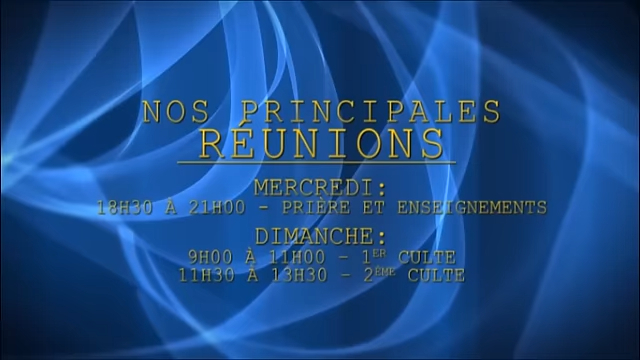 NOS PRINCIPALES
RÉUNIONS
MERCREDI:
18H30 À 21H00 - PRIÈRE ET ENSEIGNEMENTS
DIMANCHE:
9H00 À 11H00 - 1ER CULTE
11H30 À 13H30 - 2ÈME CULTE